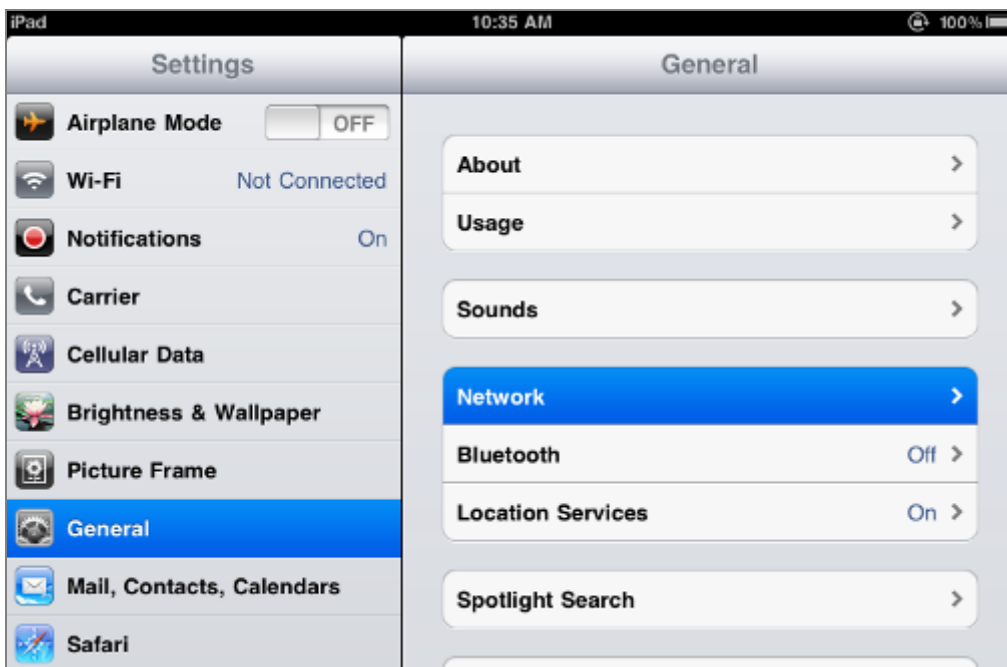 iPad 10:35 AM 100%
Settings
General
Airplane Mode OFF
Wi-Fi Not Connected
Notifications On
Carrier
Cellular Data
Brightness & Wallpaper
Picture Frame
General
Mail, Contacts, Calendars
Safari
About
Usage
Sounds
Network
Bluetooth Off
Location Services On
Spotlight Search